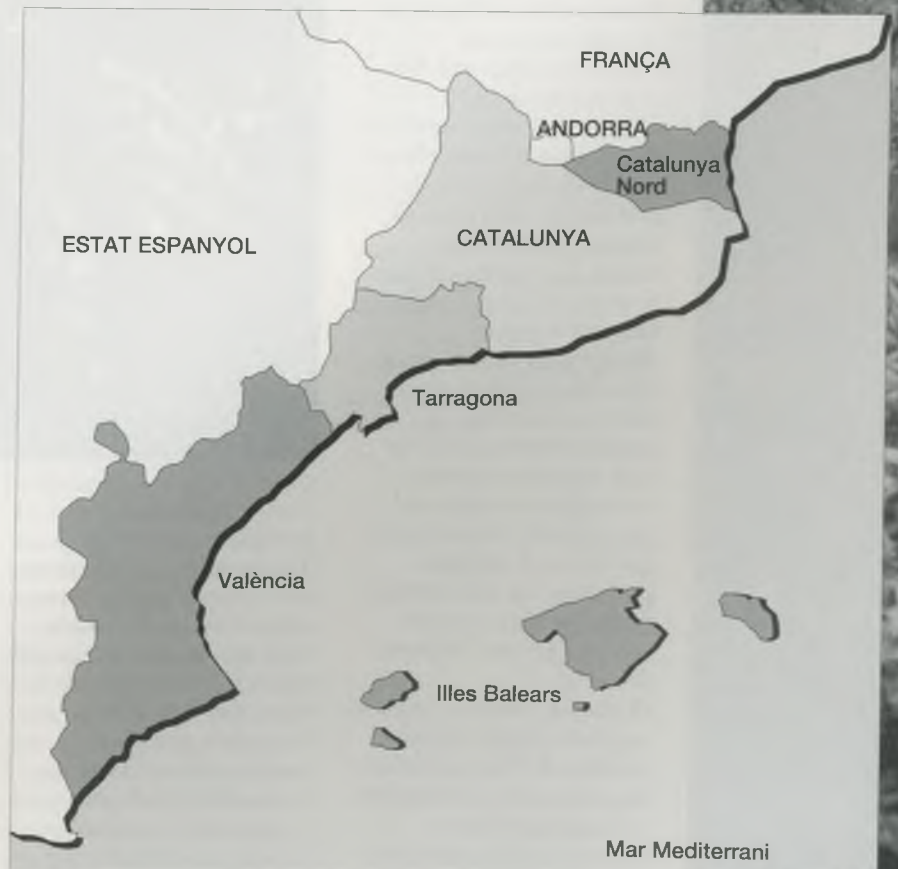 FRANÇA
ANDORRA
Catalunya
Nord
ESTAT ESPANYOL
CATALUNYA
Tarragona
València
Illes Balears
Mar Mediterrani